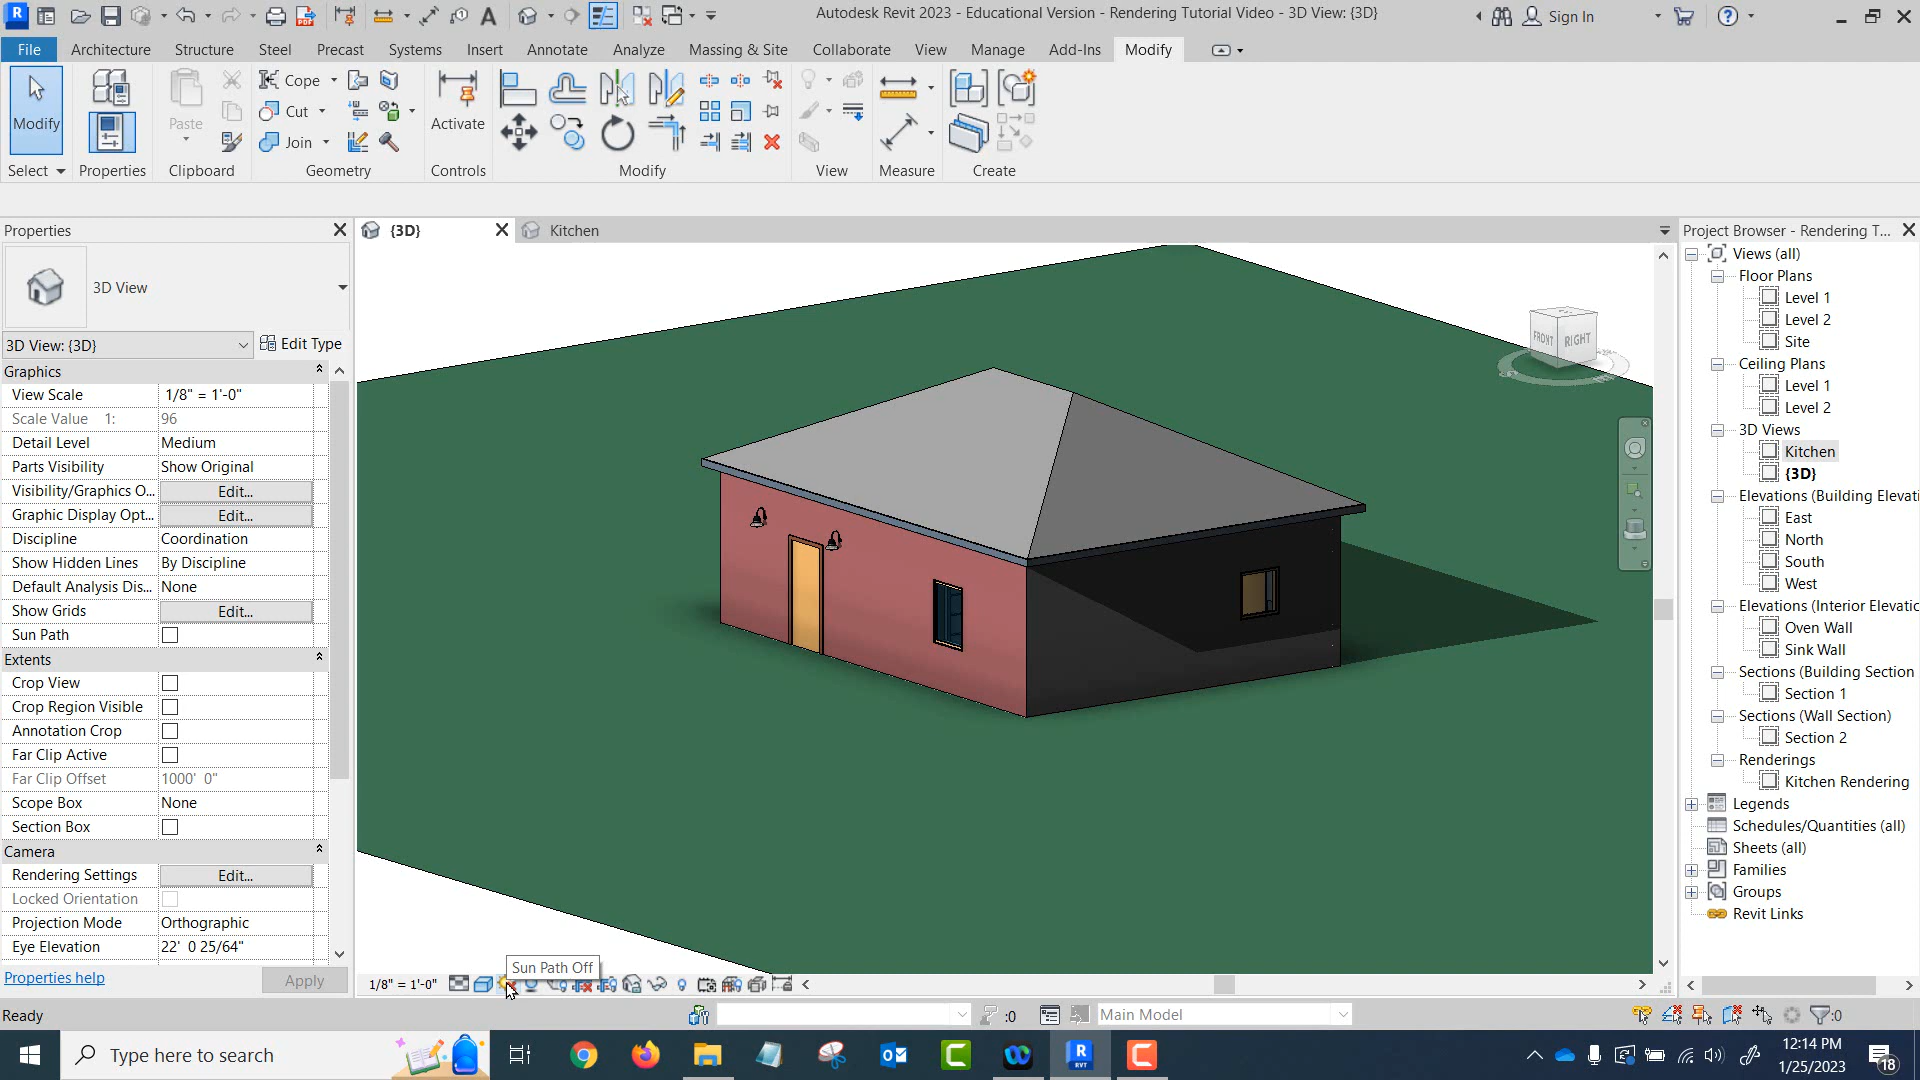 Autodesk Revit 2023 - Educational Version - Rendering Tutorial Video - 3D View: {3D}
Sign In
File Architecture Structure Steel Precast Systems Insert Annotate Analyze Massing & Site Collaborate View Manage Add-Ins Modify
Modify
Paste
Cope
Cut
Join
Activate
Select
Properties
Clipboard
Geometry
Controls
Modify
View
Measure
Create
Properties
{3D}
Kitchen
Project Browser - Rendering T...
3D View
3D View: {3D}
Edit Type
Graphics
View Scale 1/8" = 1'-0"
Scale Value 1: 96
Detail Level Medium
Parts Visibility Show Original
Visibility/Graphics O... Edit...
Graphic Display Opt... Edit...
Discipline Coordination
Show Hidden Lines By Discipline
Default Analysis Dis... None
Show Grids Edit...
Sun Path
Extents
Crop View
Crop Region Visible
Annotation Crop
Far Clip Active
Far Clip Offset 1000' 0"
Scope Box None
Section Box
Camera
Rendering Settings Edit...
Locked Orientation
Projection Mode Orthographic
Eye Elevation 22' 0 25/64"
Properties help
Apply
FRONT
RIGHT
Views (all)
Floor Plans
Level 1
Level 2
Site
Ceiling Plans
Level 1
Level 2
3D Views
Kitchen
{3D}
Elevations (Building Elevati
East
North
South
West
Elevations (Interior Elevatic
Oven Wall
Sink Wall
Sections (Building Section
Section 1
Sections (Wall Section)
Section 2
Renderings
Kitchen Rendering
Legends
Schedules/Quantities (all)
Sheets (all)
Families
Groups
Revit Links
Sun Path Off
1/8" = 1'-0"
Ready
:0
Main Model
:0
Type here to search
R
RVT
12:14 PM
1/25/2023
18